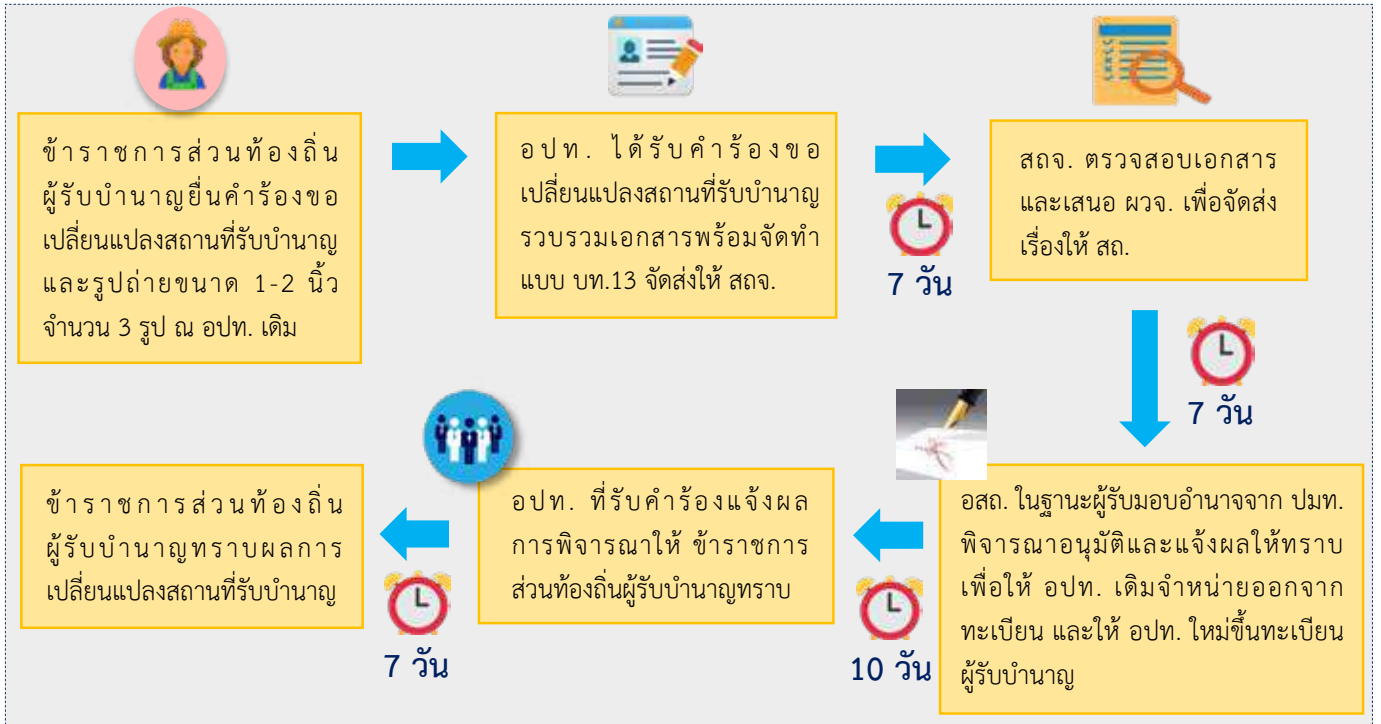 ข้าราชการส่วนท้องถิ่น
ผู้รับบำนาญยื่นคำร้องขอ
เปลี่ยนแปลงสถานที่รับบำนาญ
และรูปถ่ายขนาด 1-2 นิ้ว
จำนวน 3 รูป ณ อปท. เดิม
อปท. ได้รับคำร้องขอ
เปลี่ยนแปลงสถานที่รับบำนาญ
รวบรวมเอกสารพร้อมจัดทำ
แบบ บท.13 จัดส่งให้ สถจ.
7 วัน
สถจ. ตรวจสอบเอกสาร
และเสนอ ผวจ. เพื่อจัดส่ง
เรื่องให้ สถ.
7 วัน
อสถ. ในฐานะผู้รับมอบอำนาจจาก ปมท.
พิจารณาอนุมัติและแจ้งผลให้ทราบ
เพื่อให้ อปท. เดิมจำหน่ายออกจาก
ทะเบียน และให้ อปท. ใหม่ขึ้นทะเบียน
ผู้รับบำนาญ
10 วัน
อปท. ที่รับคำร้องแจ้งผล
การพิจารณาให้ ข้าราชการ
ส่วนท้องถิ่นผู้รับบำนาญทราบ
7 วัน
ข้าราชการส่วนท้องถิ่น
ผู้รับบำนาญทราบผลการ
เปลี่ยนแปลงสถานที่รับบำนาญ